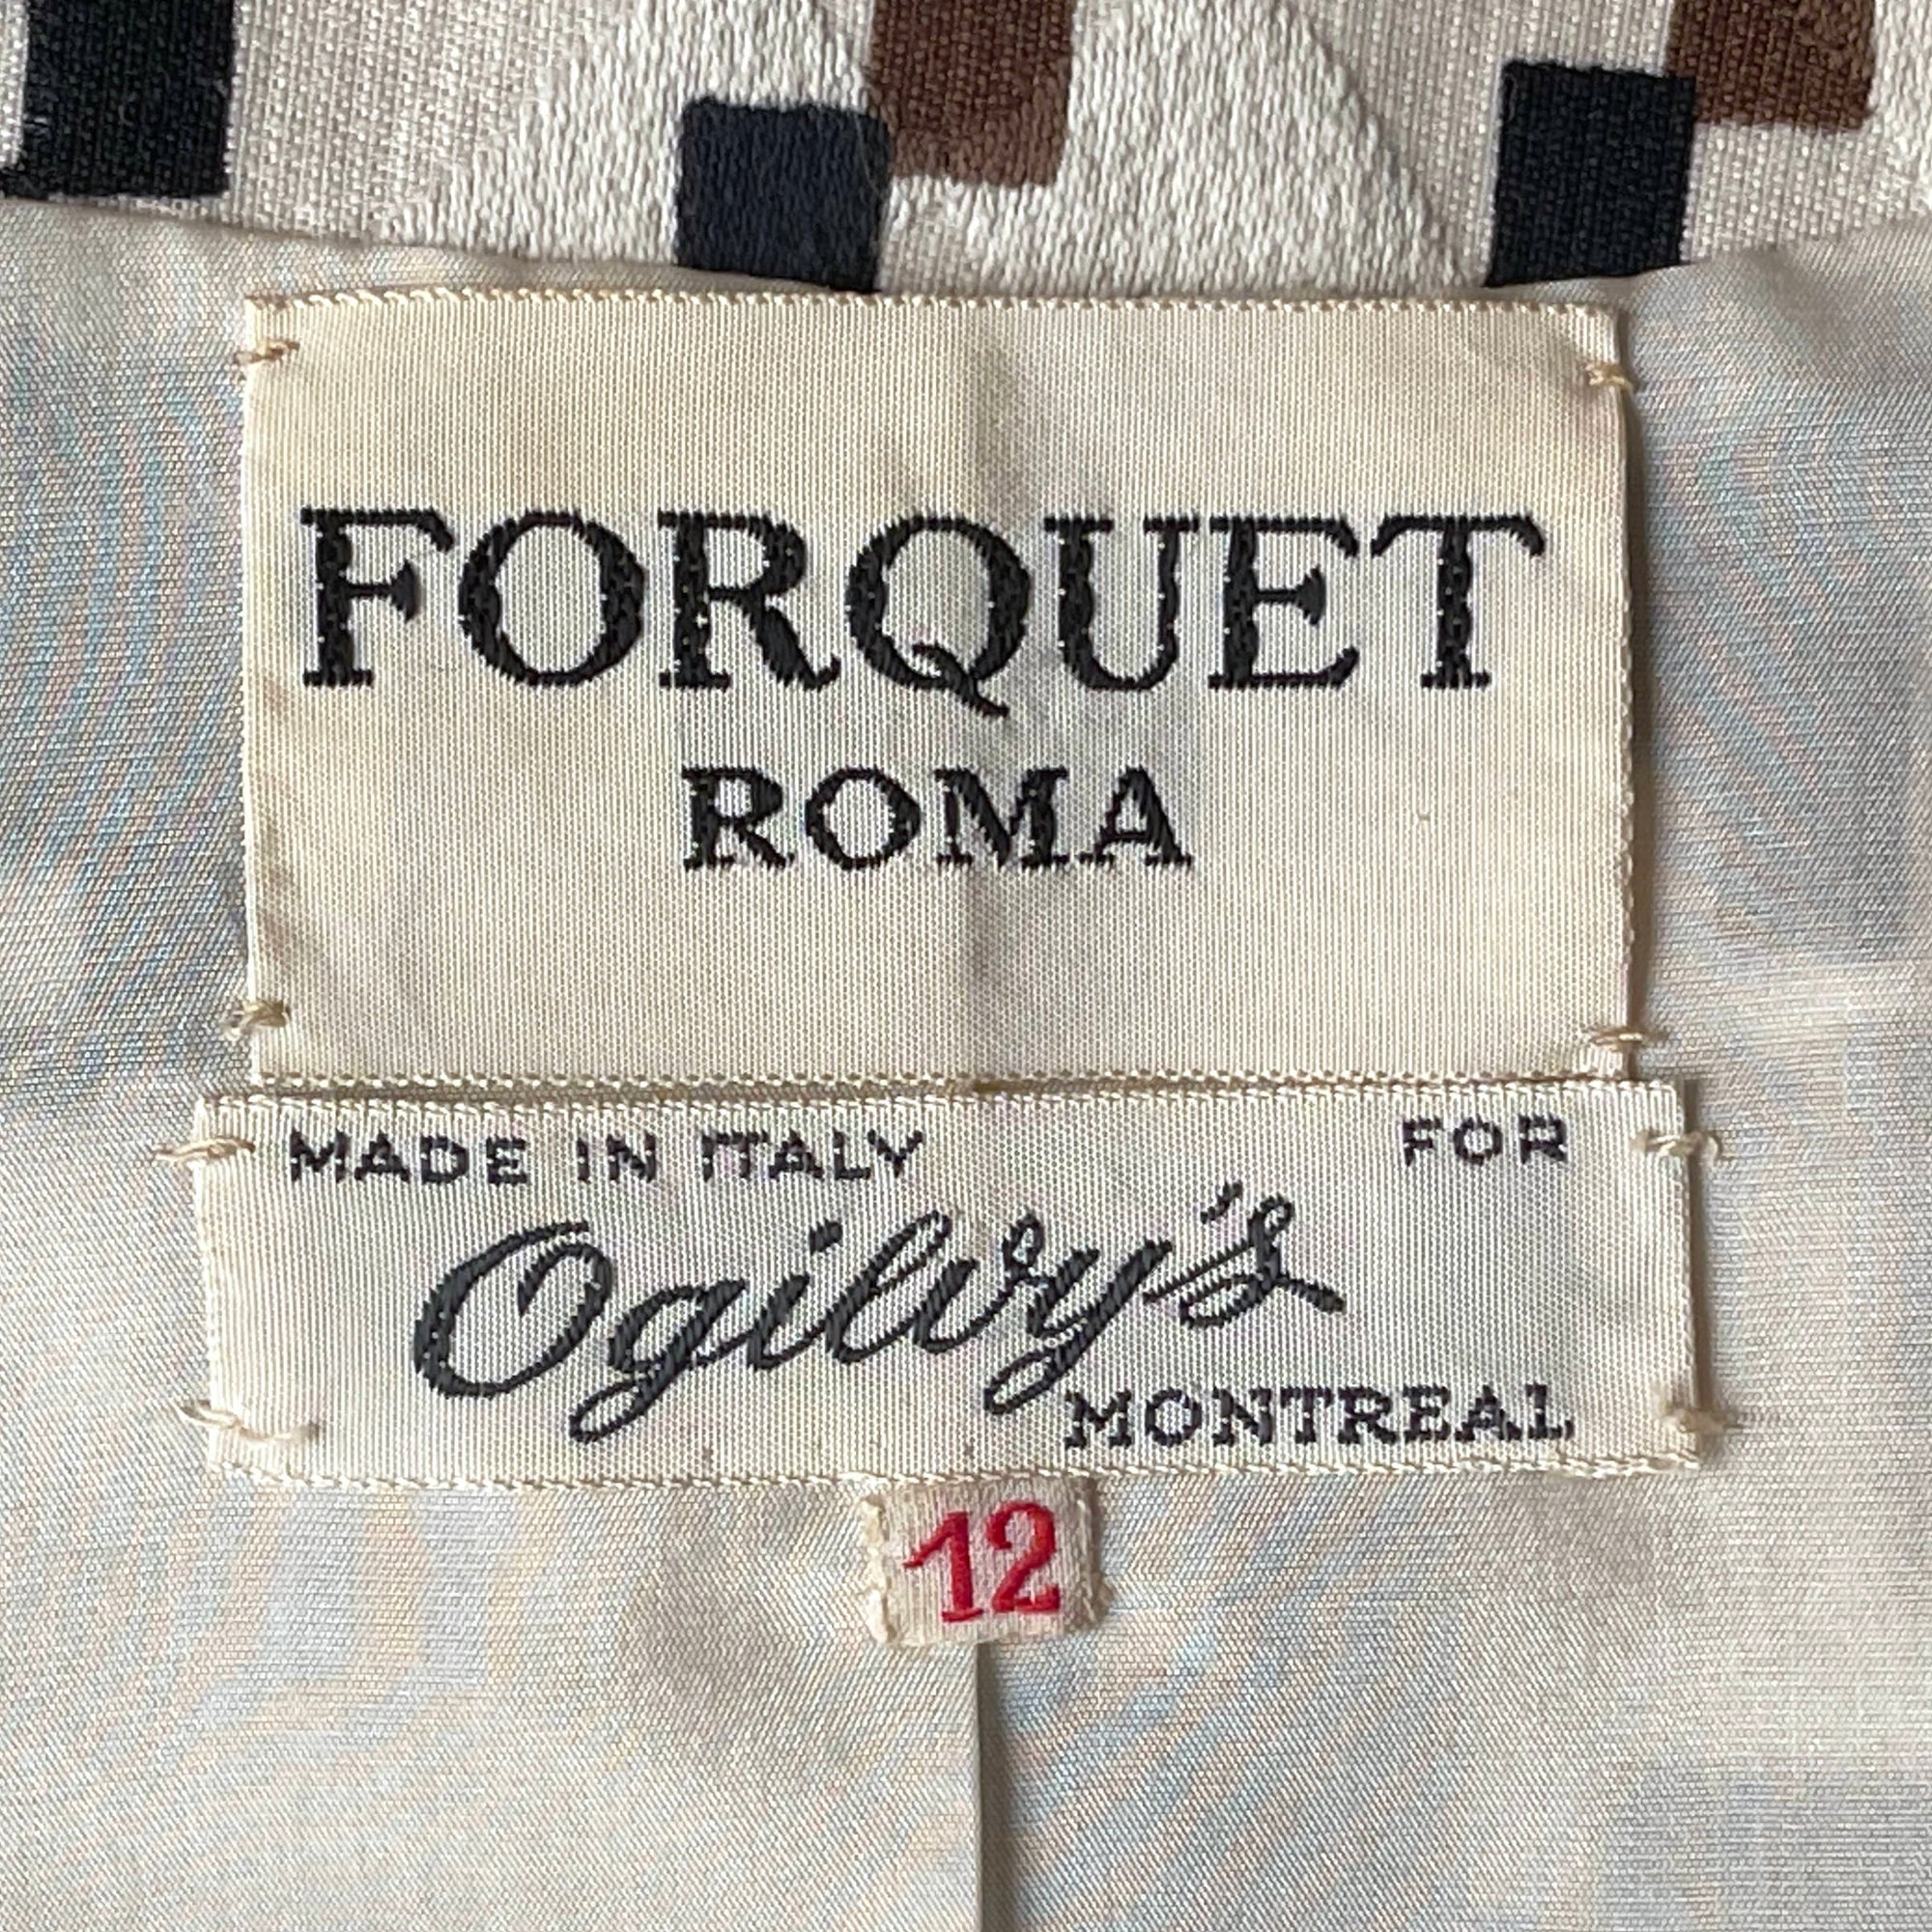 FORQUET
ROMA
MADE IN ITALY FOR
Ogilvy's
MONTREAL
12